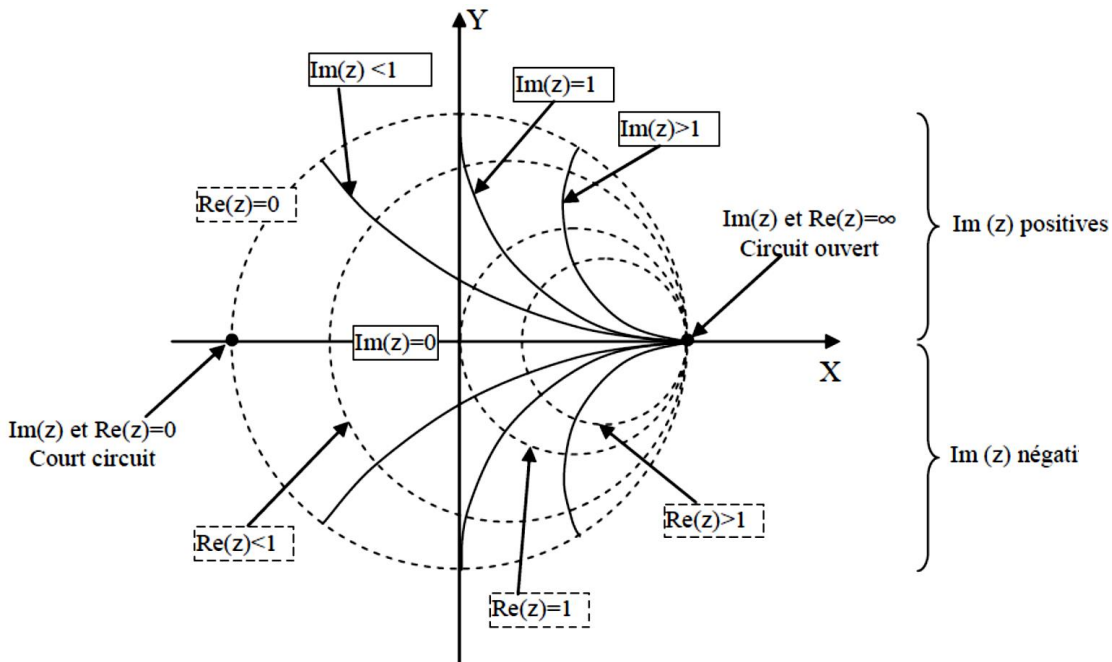 Y
Im(z) <1
Im(z)=1
Im(z)>1
Re(z)=0
Im(z) et Re(z)=∞
Circuit ouvert
Im (z) positives
Im(z)=0
X
Im(z) et Re(z)=0
Court circuit
Im (z) négati
Re(z)<1
Re(z)>1
Re(z)=1